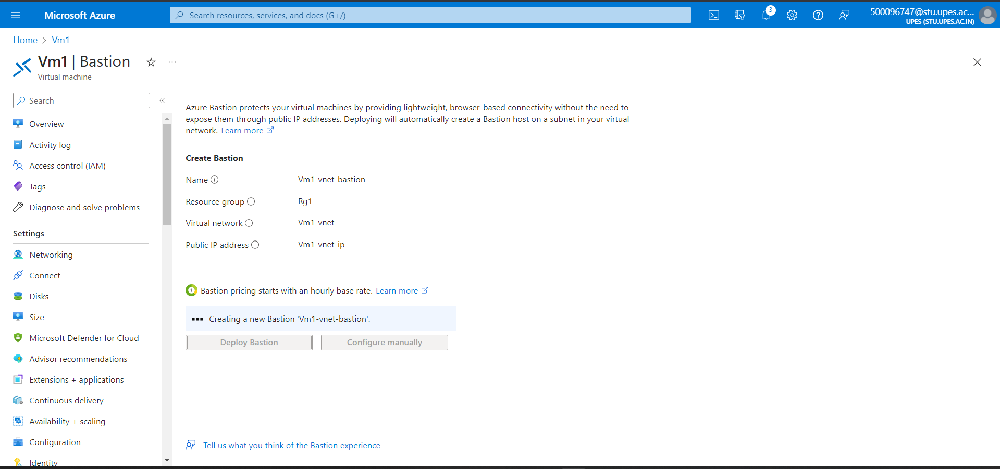 Microsoft Azure
Search resources, services, and docs (G+/)
3
500096747@stu.upes.ac...
UPES (STU.UPES.AC.IN)
Home > Vm1
Vm1 | Bastion
Virtual machine
Search
«
Overview
Activity log
Access control (IAM)
Tags
Diagnose and solve problems
Settings
Networking
Connect
Disks
Size
Microsoft Defender for Cloud
Advisor recommendations
Extensions + applications
Continuous delivery
Availability + scaling
Configuration
Identity
Azure Bastion protects your virtual machines by providing lightweight, browser-based connectivity without the need to
expose them through public IP addresses. Deploying will automatically create a Bastion host on a subnet in your virtual
network. Learn more
Create Bastion
Name Vm1-vnet-bastion
Resource group Rg1
Virtual network Vm1-vnet
Public IP address Vm1-vnet-ip
Bastion pricing starts with an hourly base rate. Learn more
Creating a new Bastion 'Vm1-vnet-bastion'.
Deploy Bastion Configure manually
Tell us what you think of the Bastion experience